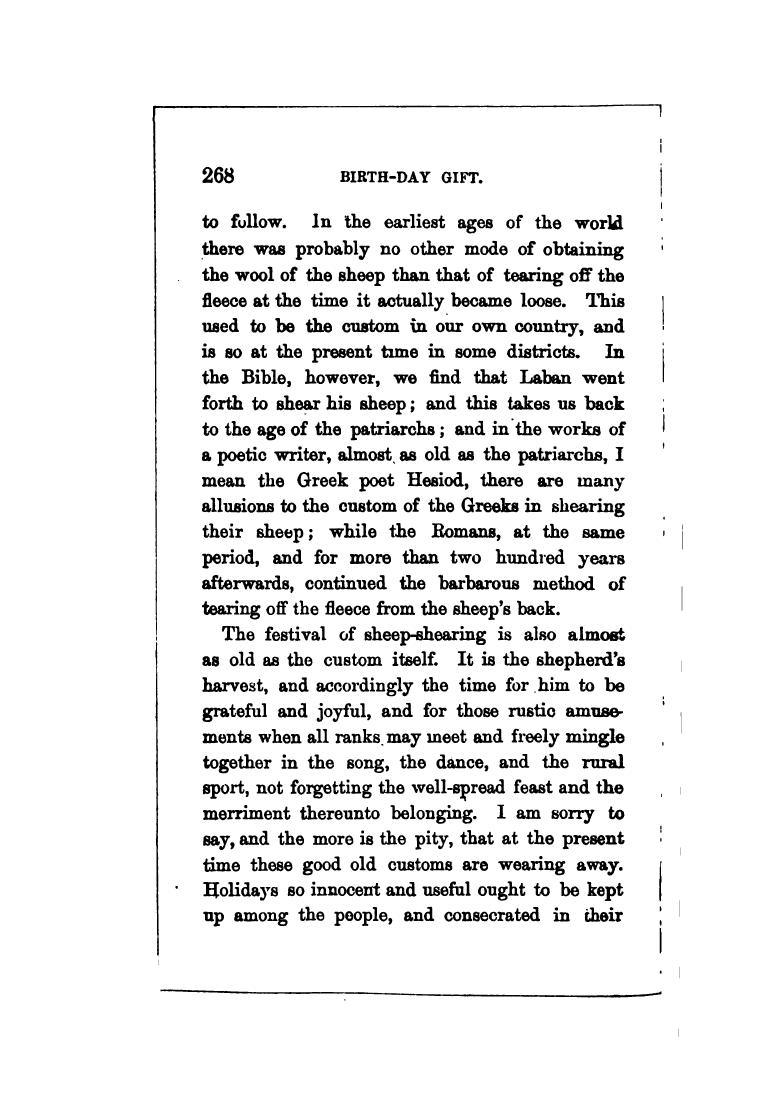 268 BIRTH-DAY GIFT.
to follow. In the earliest ages of the world
there was probably no other mode of obtaining
the wool of the sheep than that of tearing off the
fleece at the time it actually became loose. This
used to be the custom in our own country, and
is so at the present time in some districts. In
the Bible, however, we find that Laban went
forth to shear his sheep; and this takes us back
to the age of the patriarchs; and in the works of
a poetic writer, almost as old as the patriarchs, I
mean the Greek poet Hesiod, there are many
allusions to the custom of the Greeks in shearing
their sheep; while the Romans, at the same
period, and for more than two hundred years
afterwards, continued the barbarous method of
tearing off the fleece from the sheep's back.
The festival of sheep-shearing is also almost
as old as the custom itself. It is the shepherd's
harvest, and accordingly the time for him to be
grateful and joyful, and for those rustic amuse-
ments when all ranks may meet and freely mingle
together in the song, the dance, and the rural
sport, not forgetting the well-spread feast and the
merriment thereunto belonging. I am sorry to
say, and the more is the pity, that at the present
time these good old customs are wearing away.
Holidays so innocent and useful ought to be kept
up among the people, and consecrated in their